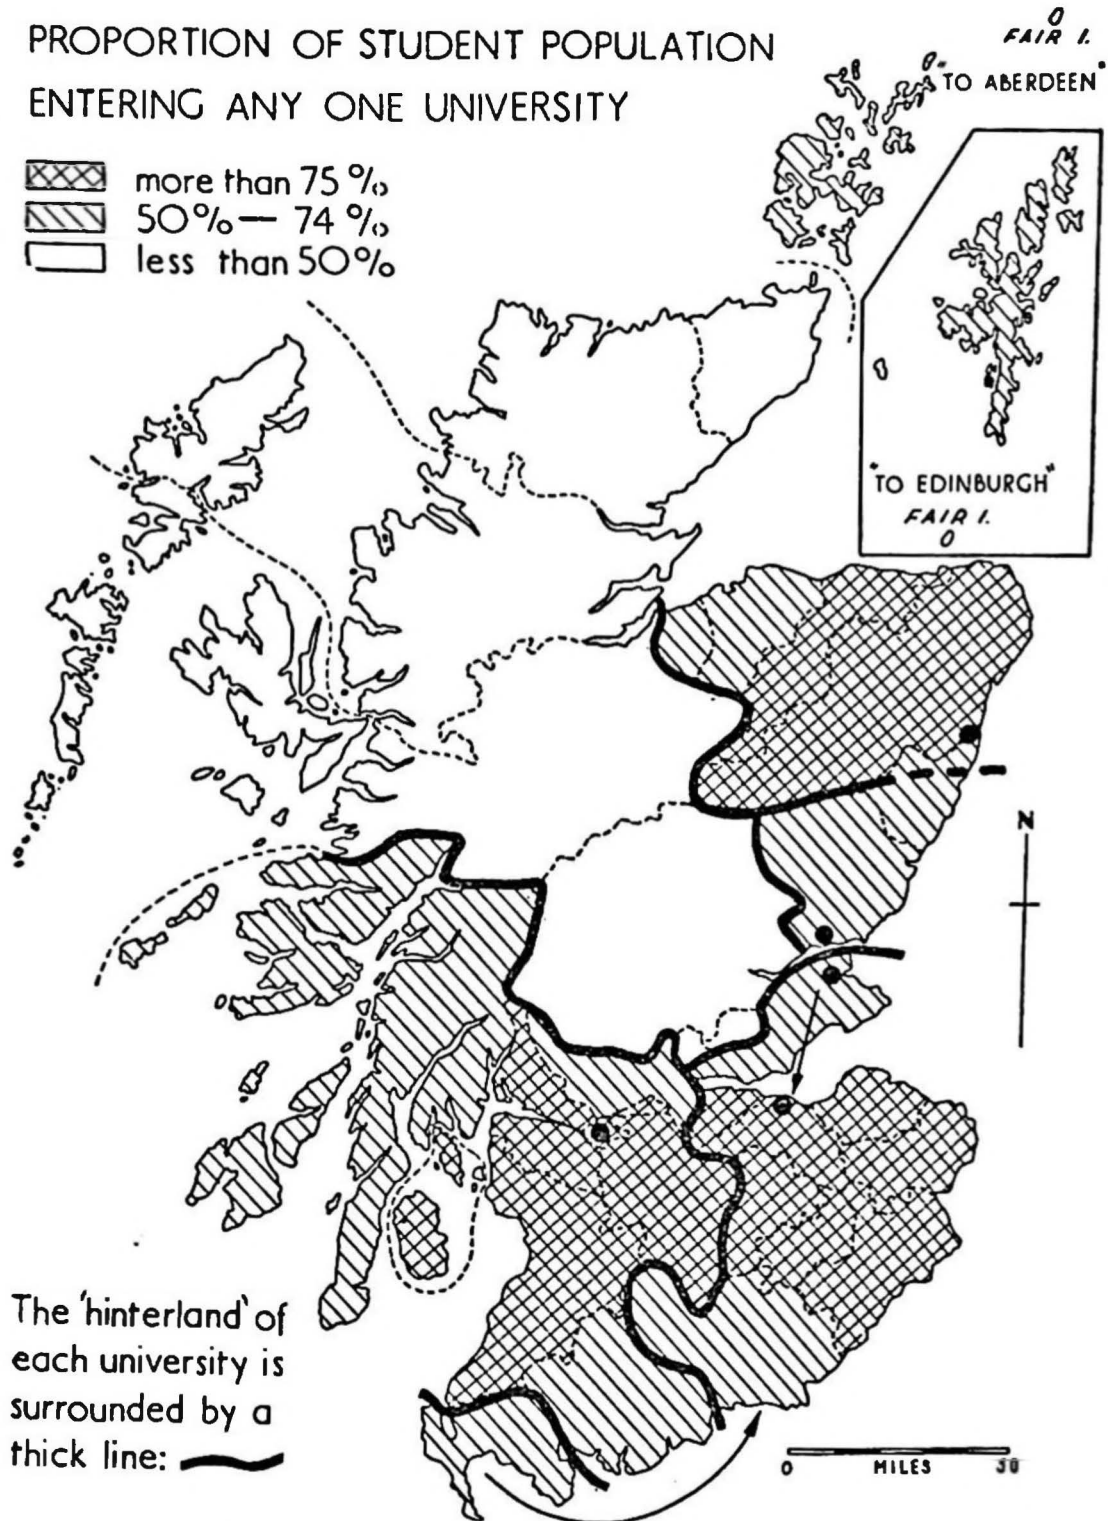 PROPORTION OF STUDENT POPULATION
ENTERING ANY ONE UNIVERSITY
more than 75%
50%— 74%
less than 50%
FAIR I.
"TO ABERDEEN"
"TO EDINBURGH"
FAIR I.
N
The 'hinterland' of
each university is
surrounded by a
thick line:
0 MILES 30